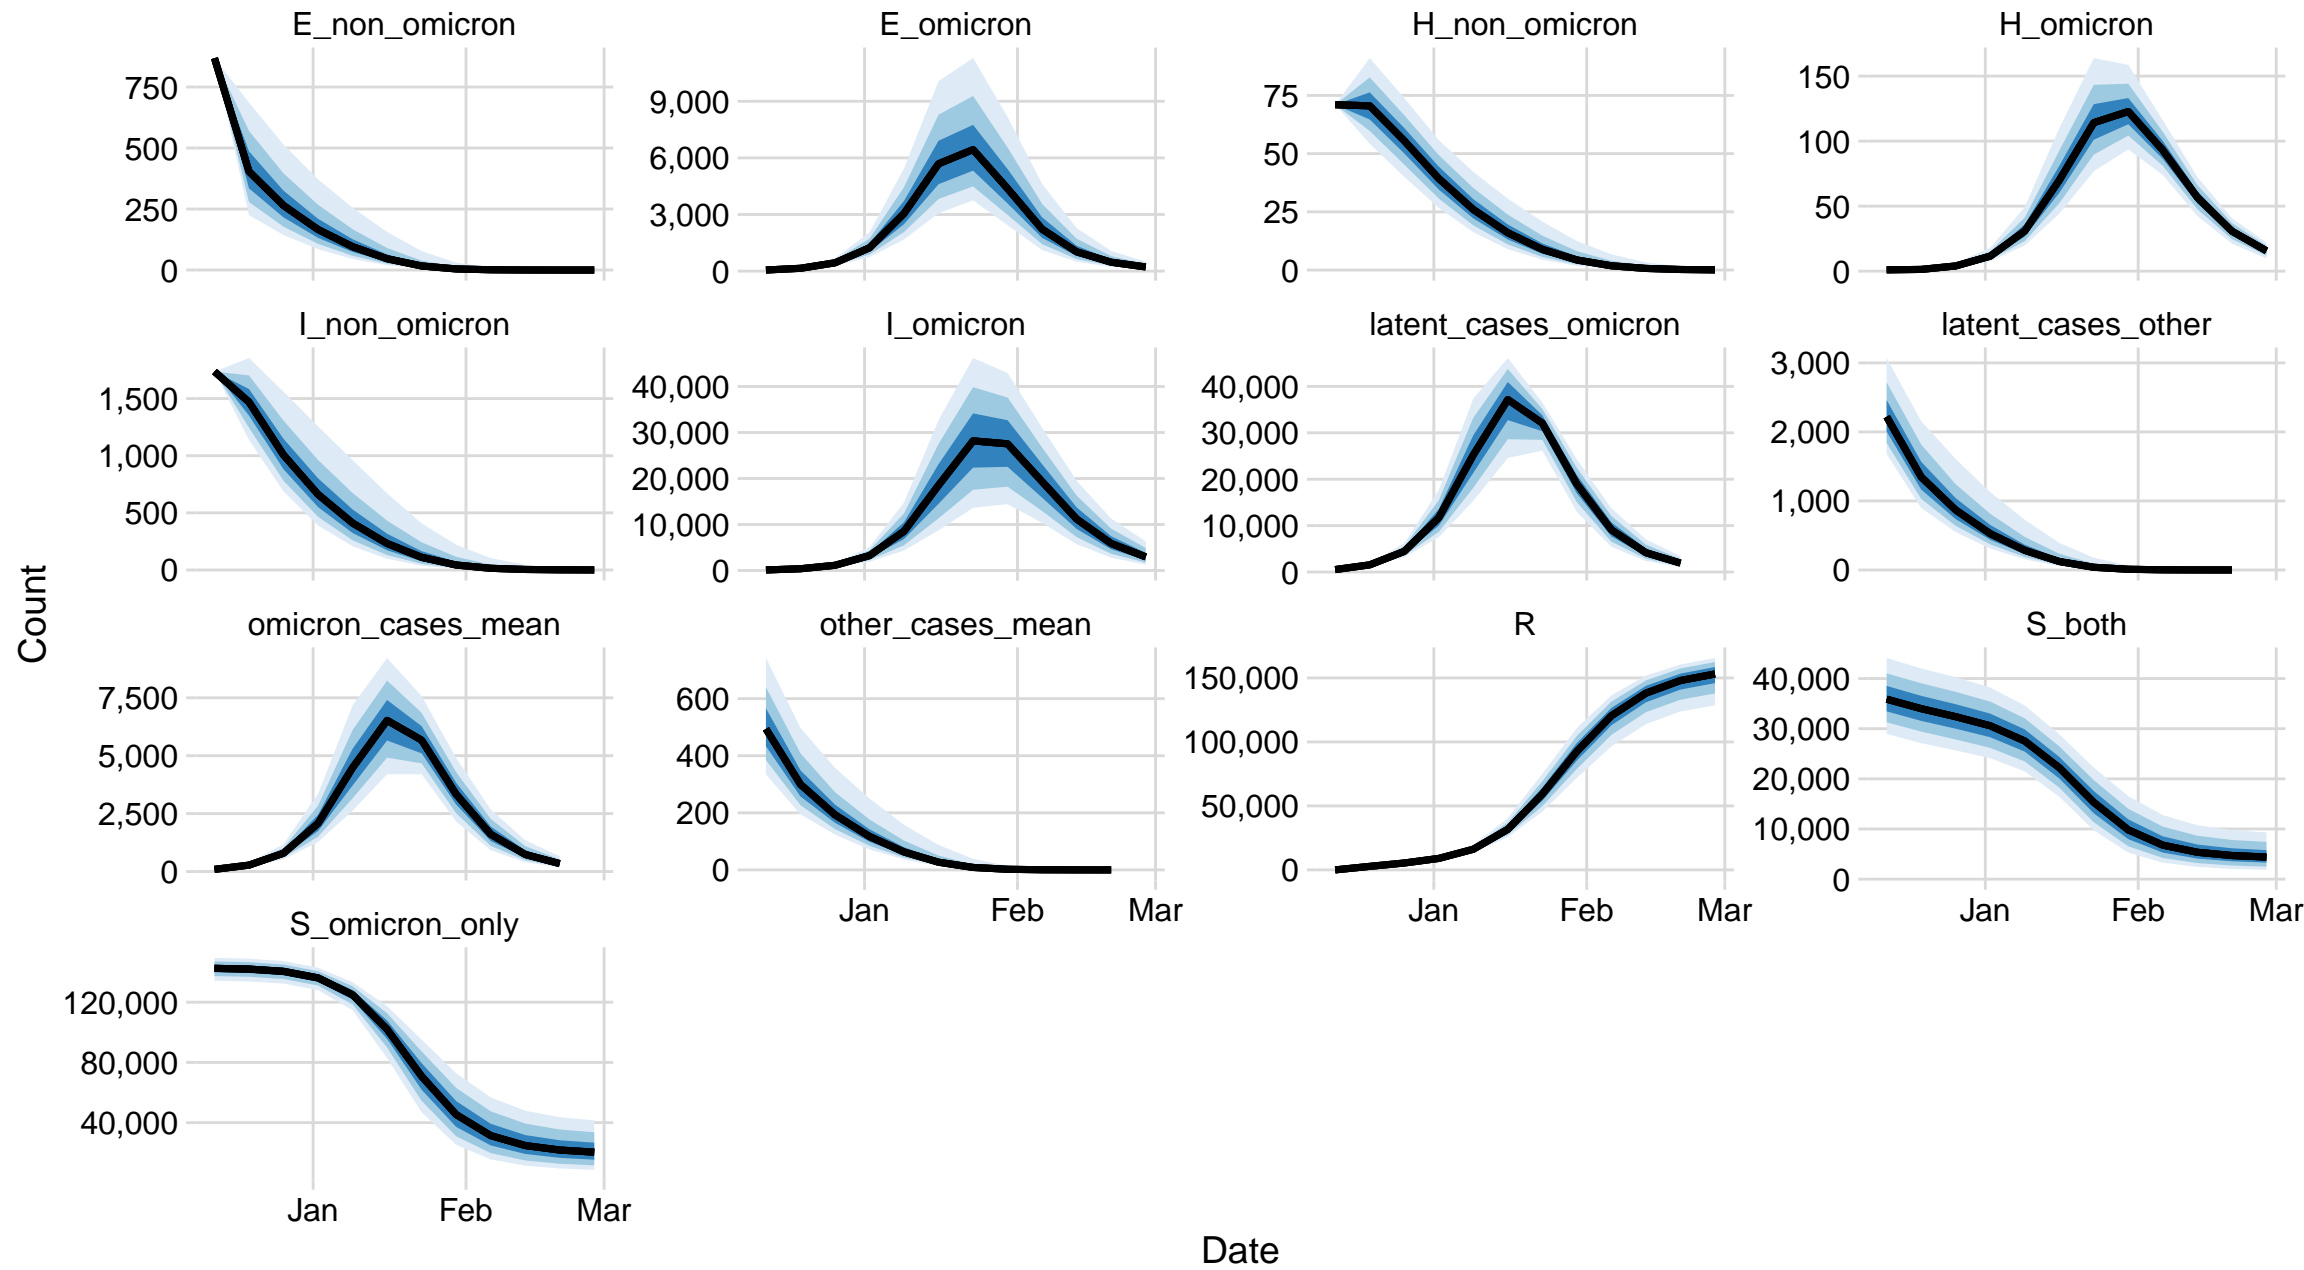 E_non_omicron
E_omicron
H_non_omicron
H_omicron
750
500
250
0
9,000
6,000
3,000
0
75
50
25
0
150
100
50
0
I_non_omicron
I_omicron
latent_cases_omicron
latent_cases_other
1,500
1,000
500
0
40,000
30,000
20,000
10,000
0
40,000
30,000
20,000
10,000
0
3,000
2,000
1,000
0
Count
omicron_cases_mean
other_cases_mean
R
S_both
7,500
5,000
2,500
0
600
400
200
0
150,000
100,000
50,000
0
40,000
30,000
20,000
10,000
0
Jan Feb Mar
Jan Feb Mar
Jan Feb Mar
S_omicron_only
120,000
80,000
40,000
Jan Feb Mar
Date